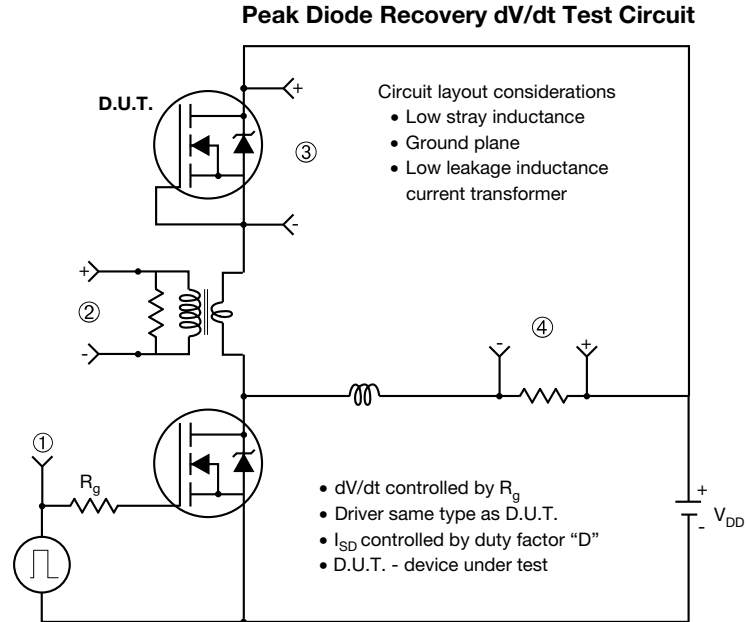 Peak Diode Recovery dV/dt Test Circuit
D.U.T.
+
③
-
Circuit layout considerations
• Low stray inductance
• Ground plane
• Low leakage inductance
current transformer
+
②
-
-
④
+
①
Rg
• dV/dt controlled by Rg
• Driver same type as D.U.T.
• ISD controlled by duty factor “D”
• D.U.T. - device under test
+
-
VDD